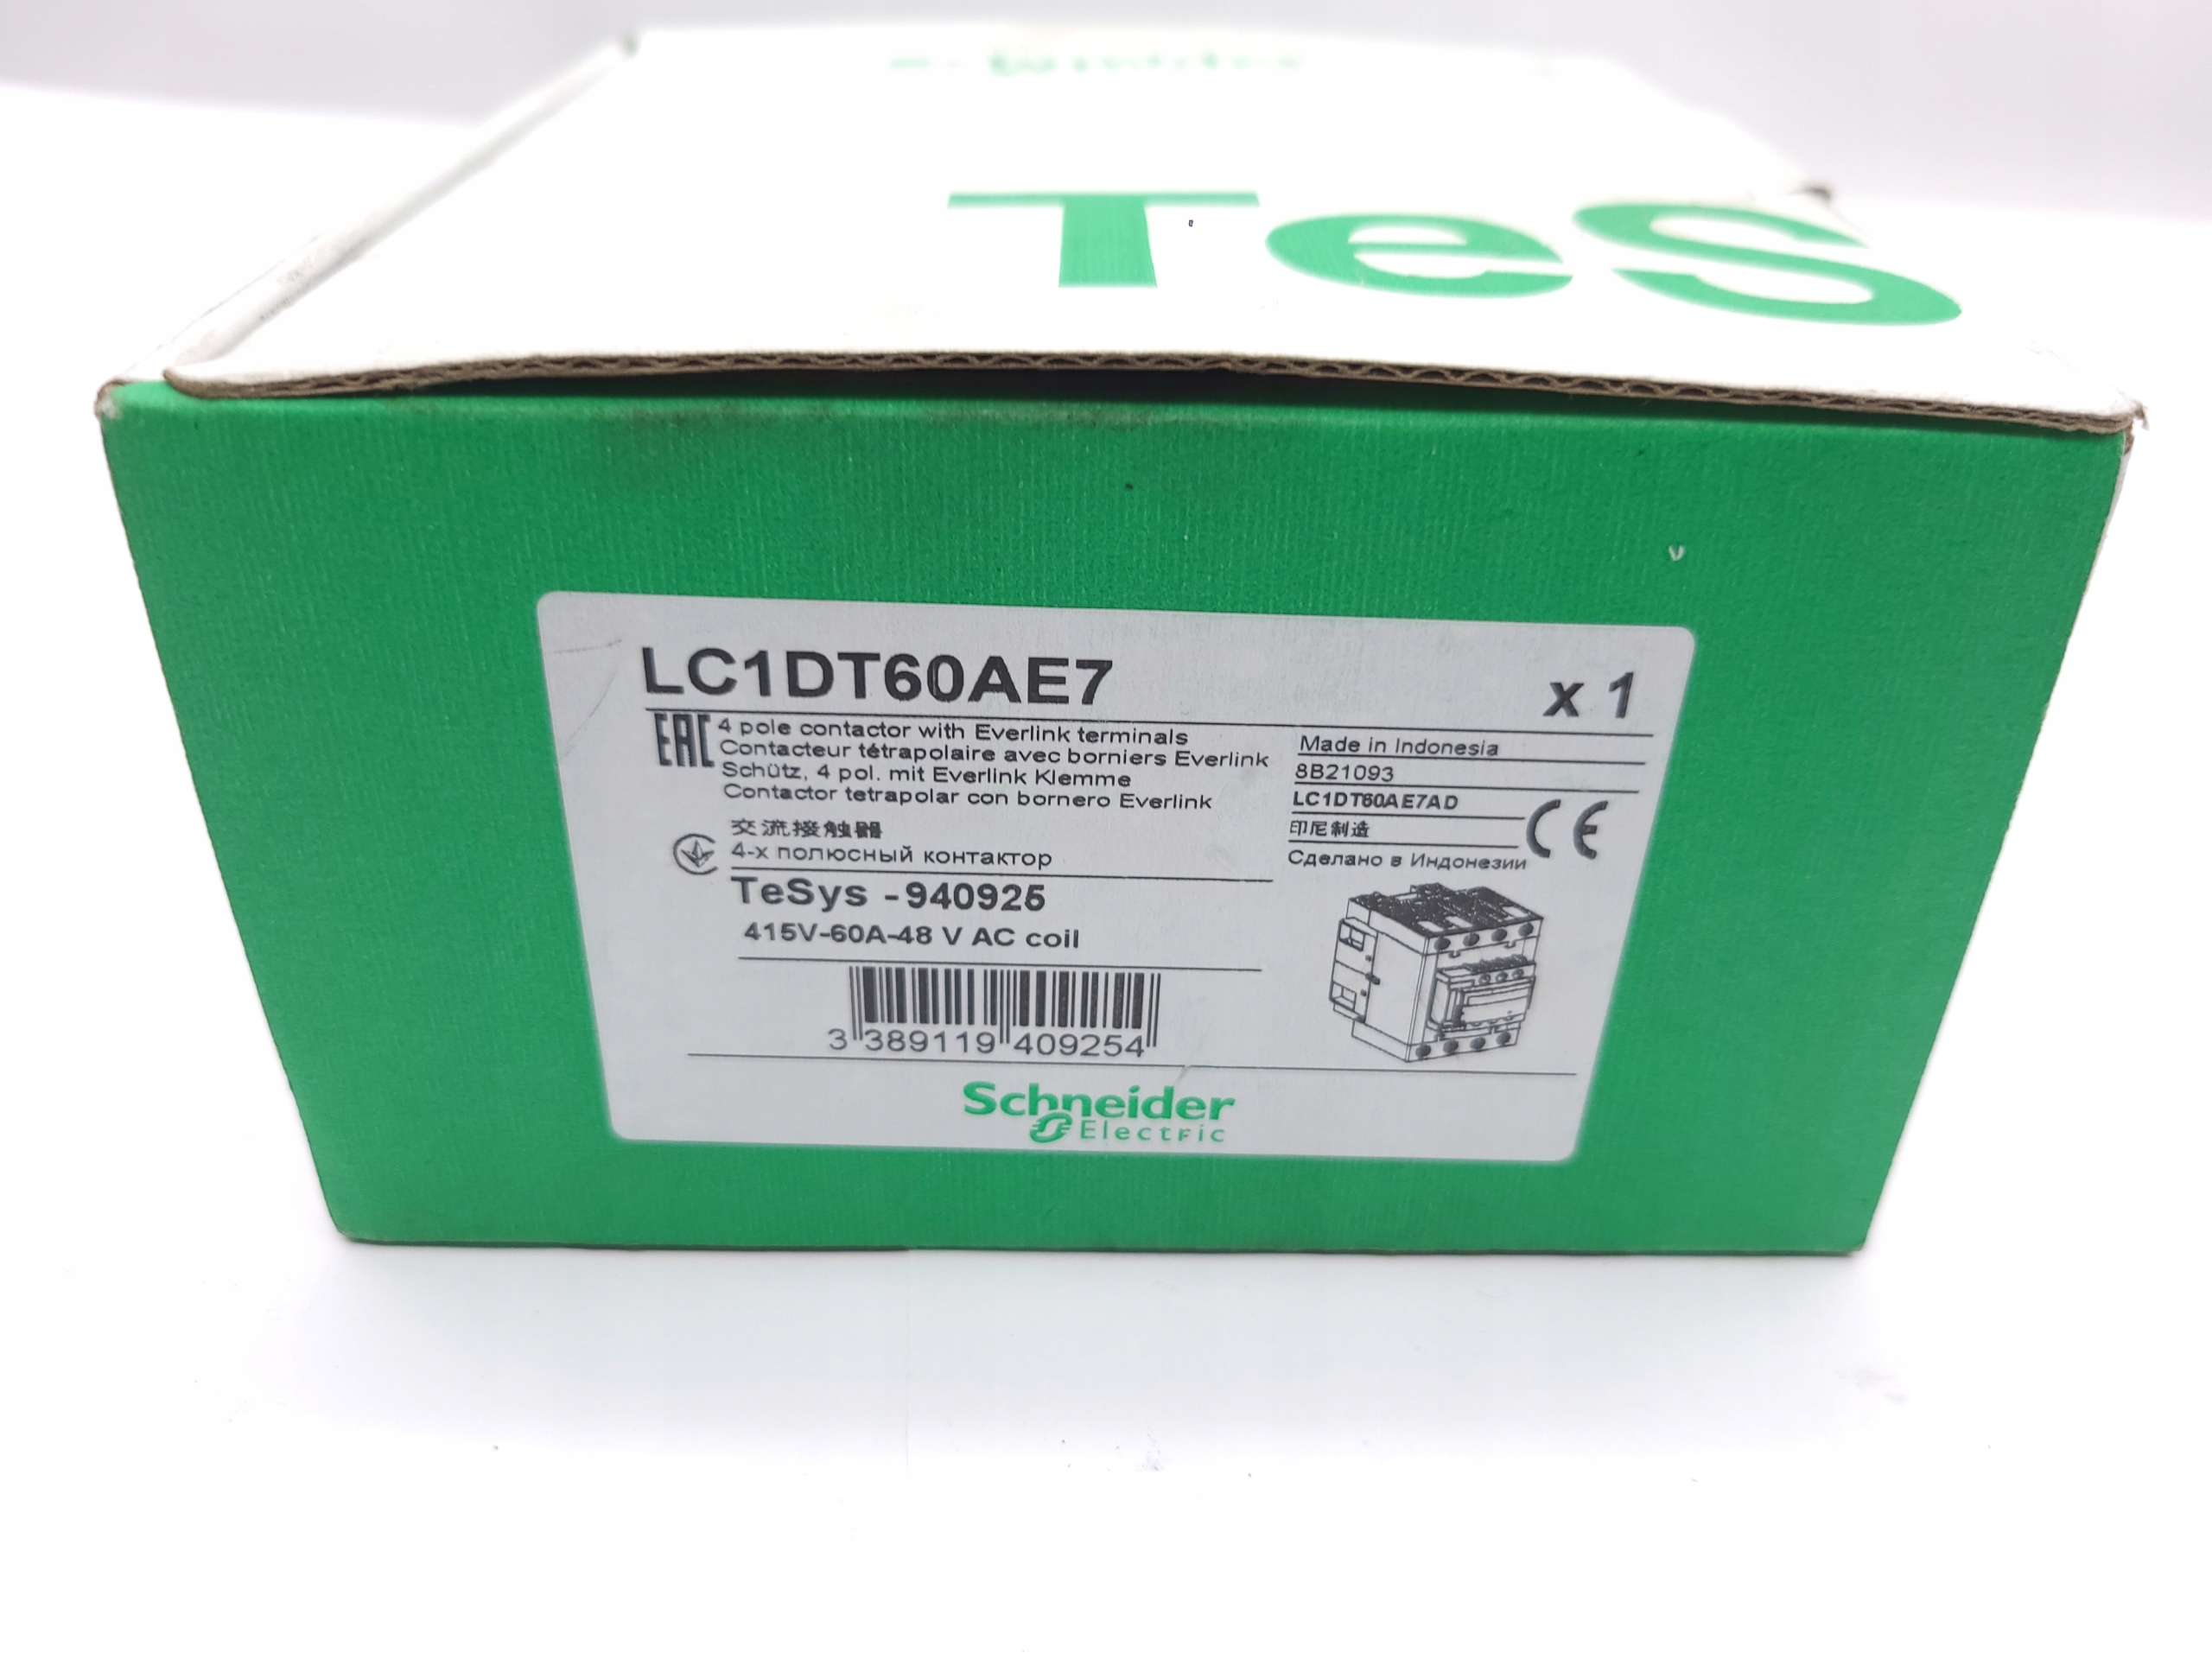 TeS
LC1DT60AE7
x 1
EAC
4 pole contactor with Everlink terminals
Contacteur tétrapolaire avec borniers Everlink
Schütz, 4 pol. mit Everlink Klemme
Contactor tetrapolar con bornero Everlink
交流接触器
4-х полюсный контактор
Made in Indonesia
8B21093
LC1DT60AE7AD
印尼制造
Сделано в Индонезии
CE
TeSys -940925
415V-60A-48 V AC coil
3 389119 409254
Schneider
Electric